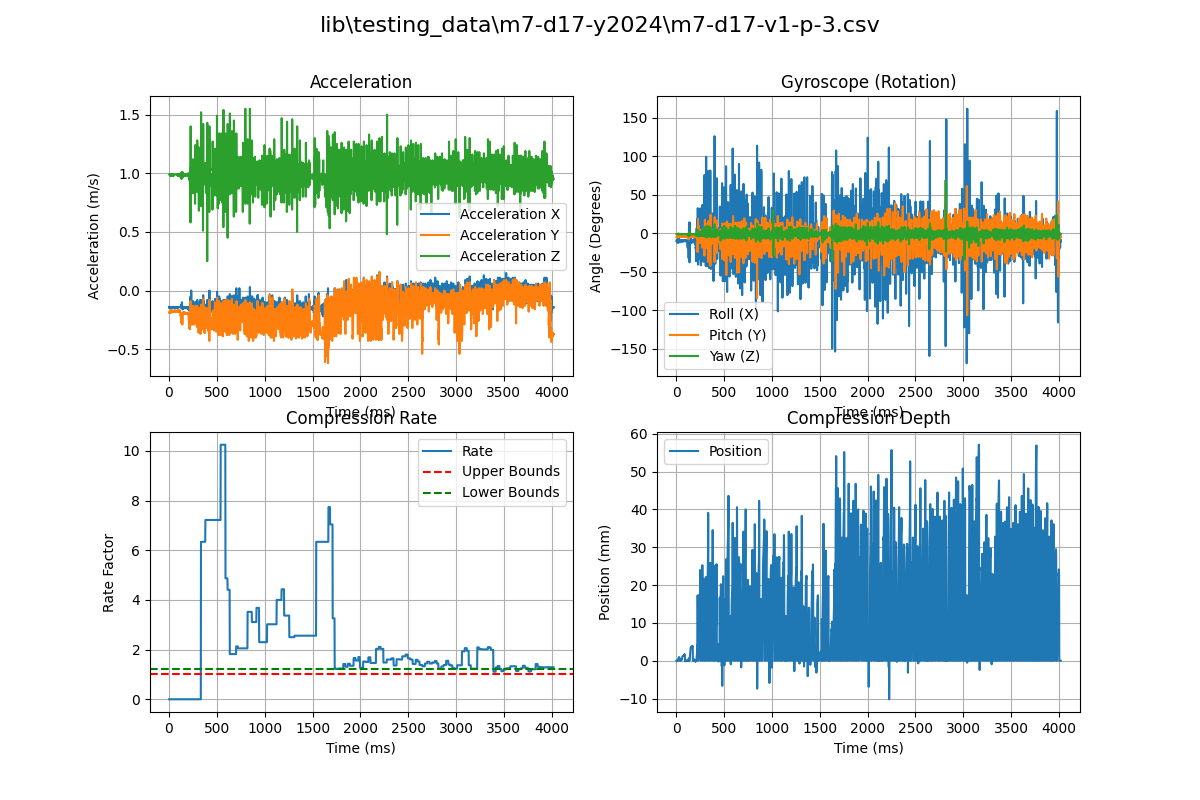 lib\testing_data\m7-d17-y2024\m7-d17-v1-p-3.csv
Acceleration
Acceleration (m/s)
1.5
1.0
0.5
0.0
−0.5
Acceleration X
Acceleration Y
Acceleration Z
0 500 1000 1500 2000 2500 3000 3500 4000
Time (ms)
Gyroscope (Rotation)
Angle (Degrees)
150
100
50
0
−50
−100
−150
Roll (X)
Pitch (Y)
Yaw (Z)
0 500 1000 1500 2000 2500 3000 3500 4000
Time (ms)
Compression Rate
Rate Factor
10
8
6
4
2
0
Rate
Upper Bounds
Lower Bounds
0 500 1000 1500 2000 2500 3000 3500 4000
Time (ms)
Compression Depth
Position (mm)
60
50
40
30
20
10
0
−10
Position
0 500 1000 1500 2000 2500 3000 3500 4000
Time (ms)